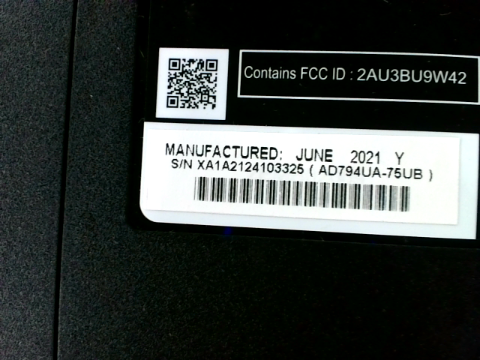 Contains FCC ID : 2AU3BU9W42
MANUFACTURED: JUNE 2021 Y
S/N XA1A2124103325 ( AD794UA-75UB )